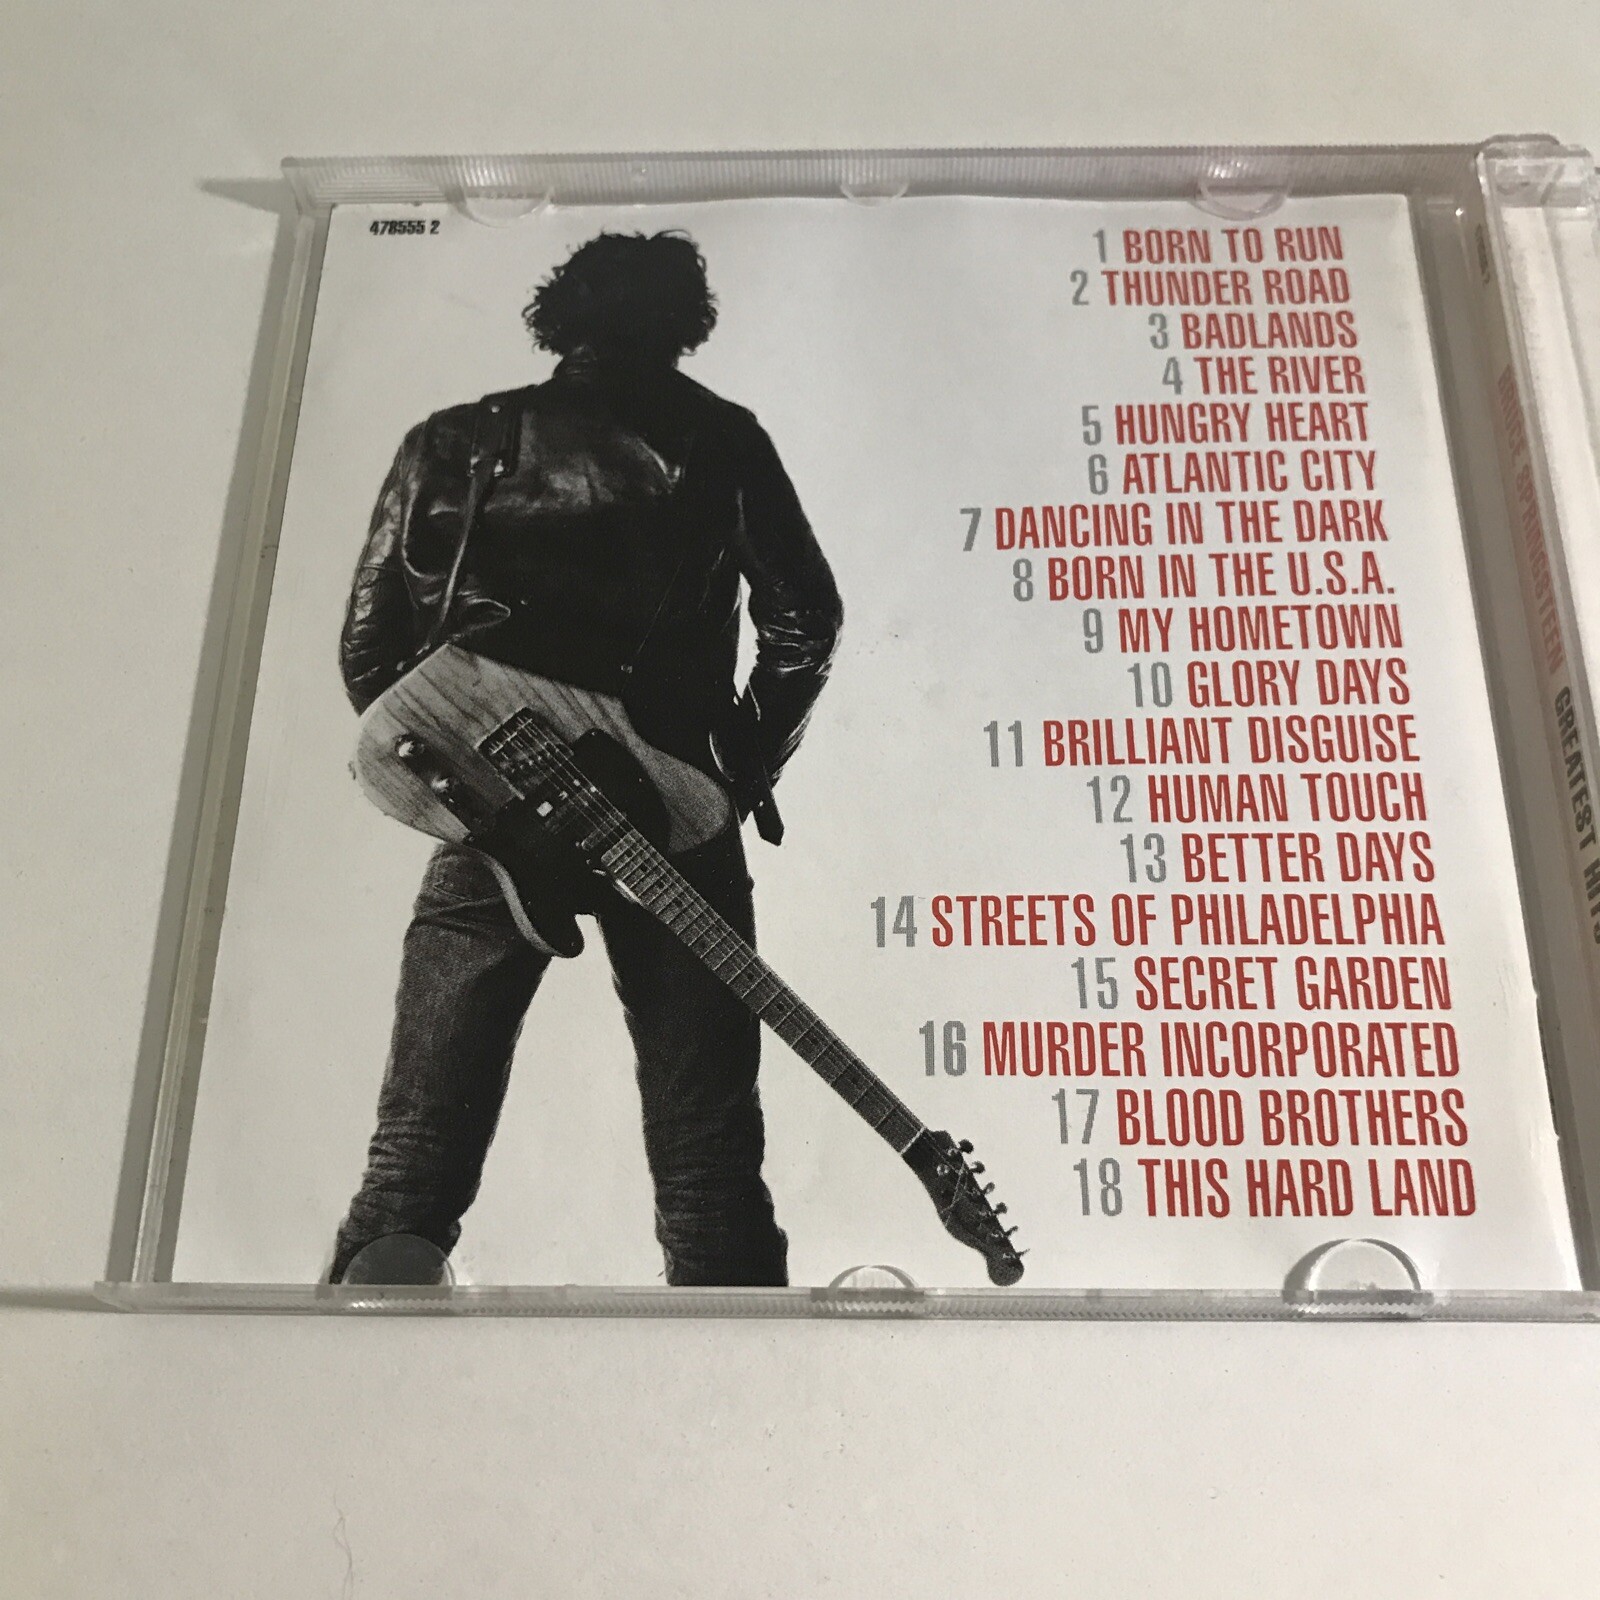 478555 2
1 BORN TO RUN
2 THUNDER ROAD
3 BADLANDS
4 THE RIVER
5 HUNGRY HEART
6 ATLANTIC CITY
7 DANCING IN THE DARK
8 BORN IN THE U.S.A.
9 MY HOMETOWN
10 GLORY DAYS
11 BRILLIANT DISGUISE
12 HUMAN TOUCH
13 BETTER DAYS
14 STREETS OF PHILADELPHIA
15 SECRET GARDEN
16 MURDER INCORPORATED
17 BLOOD BROTHERS
18 THIS HARD LAND
BRUCE SPRINGSTEEN GREATEST HITS